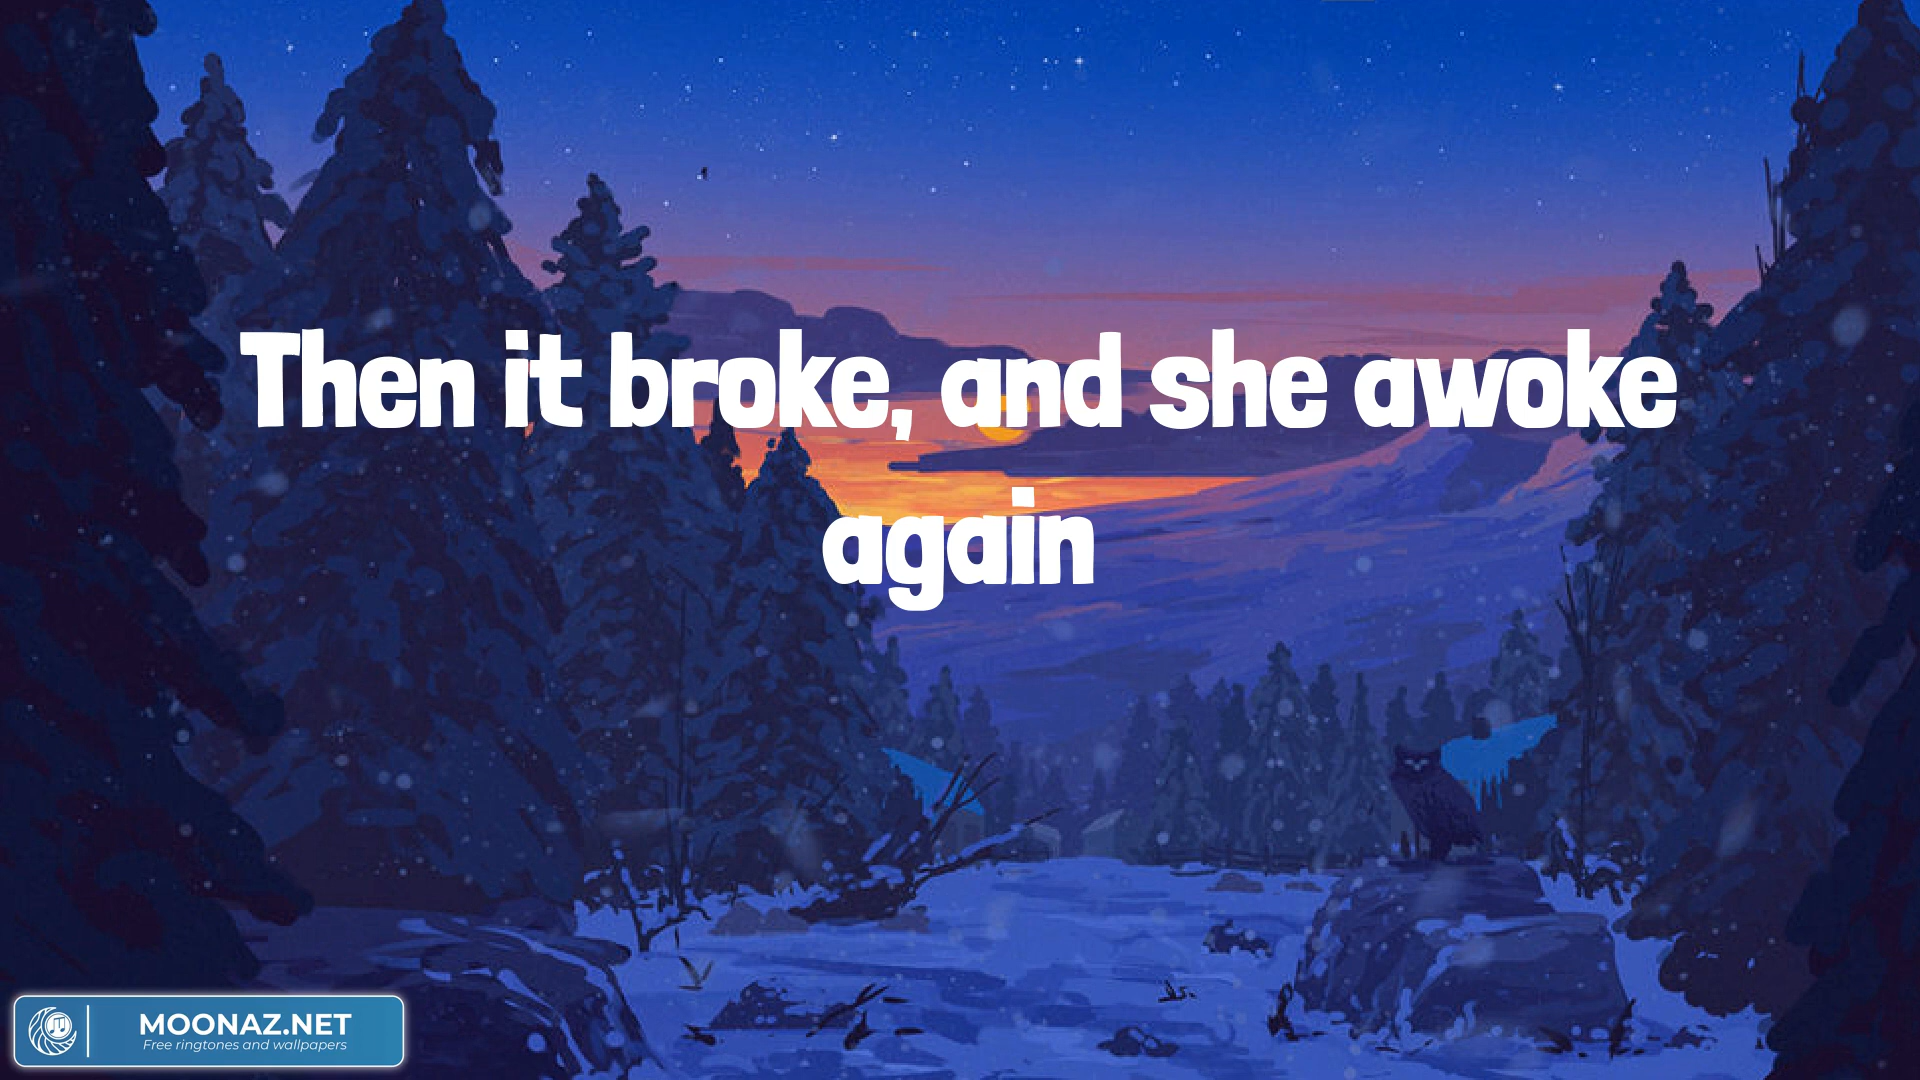 Then it broke, and she awoke
again
MOONAZ.NET
Free ringtones and wallpapers